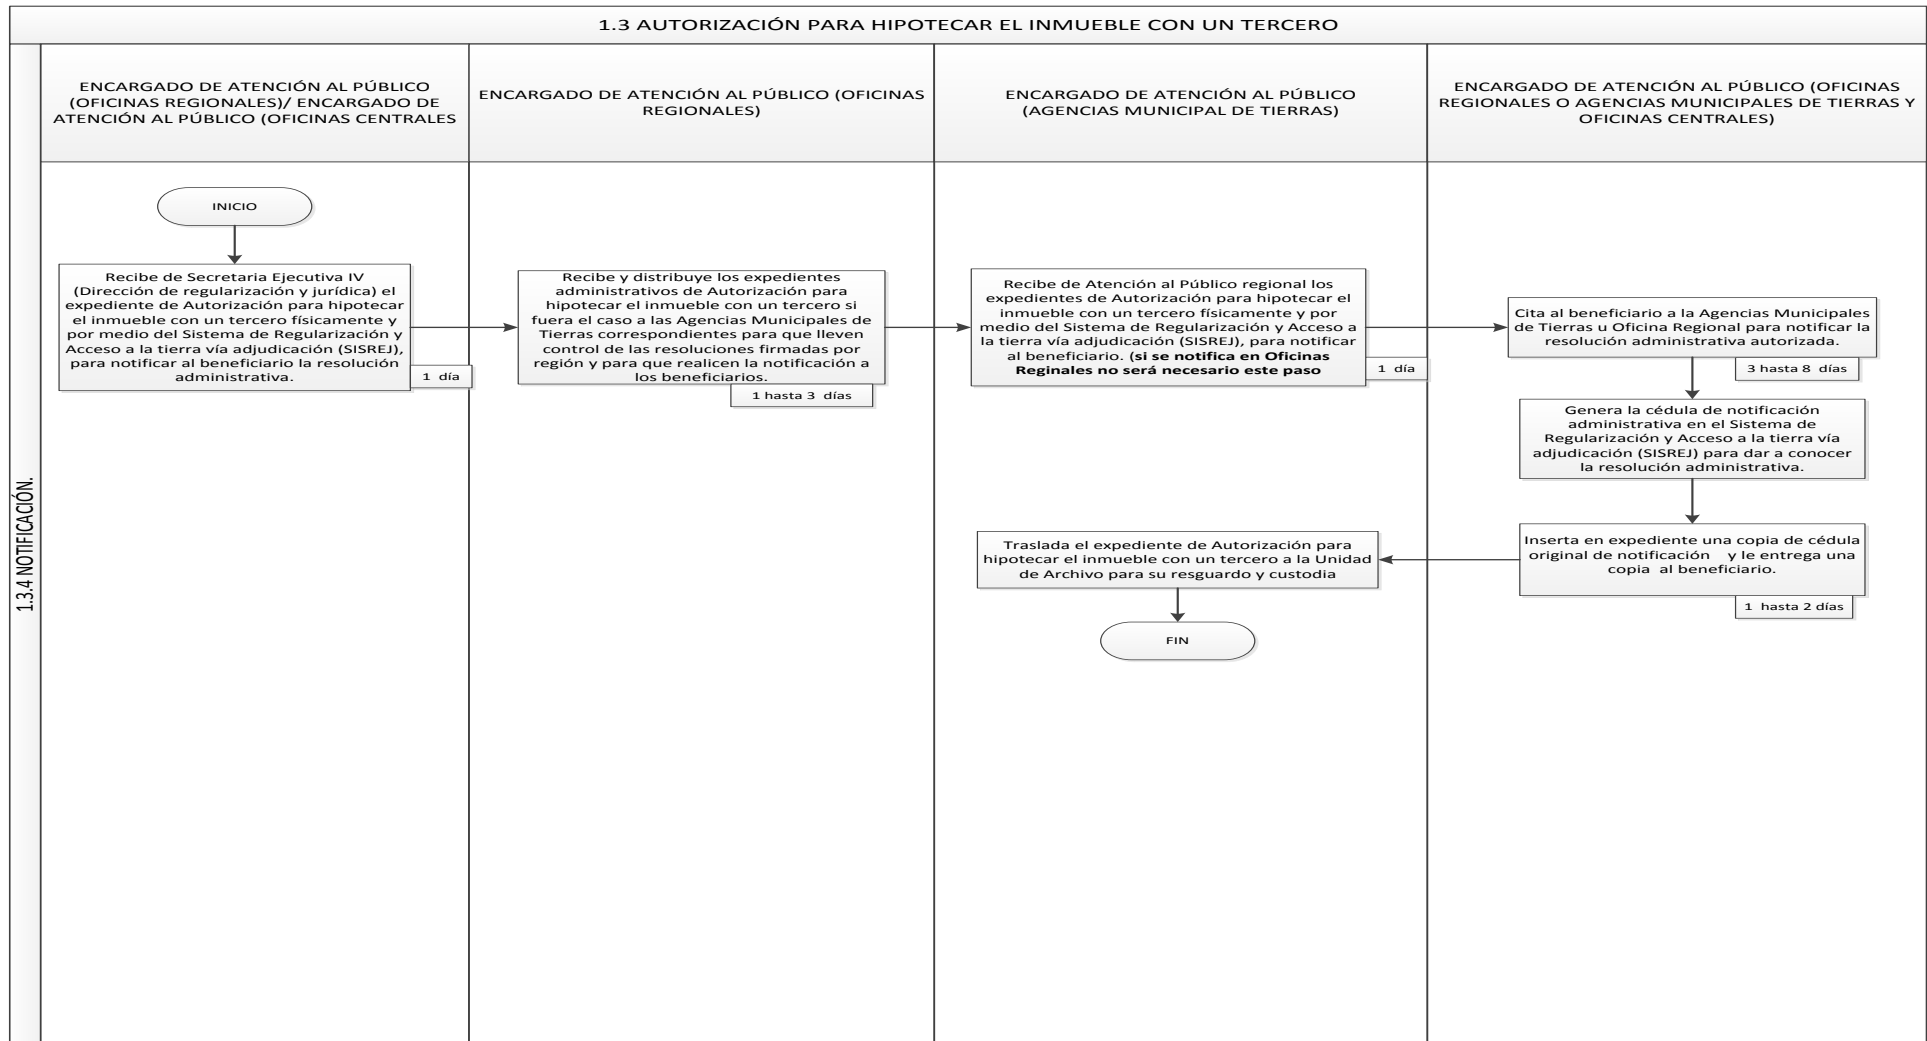 1.3 AUTORIZACIÓN PARA HIPOTECAR EL INMUEBLE CON UN TERCERO
1.3.4 NOTIFICACIÓN.
ENCARGADO DE ATENCIÓN AL PÚBLICO
(OFICINAS REGIONALES)/ ENCARGADO DE
ATENCIÓN AL PÚBLICO (OFICINAS CENTRALES
ENCARGADO DE ATENCIÓN AL PÚBLICO (OFICINAS
REGIONALES)
ENCARGADO DE ATENCIÓN AL PÚBLICO
(AGENCIAS MUNICIPAL DE TIERRAS)
ENCARGADO DE ATENCIÓN AL PÚBLICO (OFICINAS
REGIONALES O AGENCIAS MUNICIPALES DE TIERRAS Y
OFICINAS CENTRALES)
INICIO
Recibe de Secretaria Ejecutiva IV
(Dirección de regularización y jurídica) el
expediente de Autorización para hipotecar
el inmueble con un tercero físicamente y
por medio del Sistema de Regularización y
Acceso a la tierra vía adjudicación (SISREJ),
para notificar al beneficiario la resolución
administrativa.
1 día
Recibe y distribuye los expedientes
administrativos de Autorización para
hipotecar el inmueble con un tercero si
fuera el caso a las Agencias Municipales de
Tierras correspondientes para que lleven
control de las resoluciones firmadas por
región y para que realicen la notificación a
los beneficiarios.
1 hasta 3 días
Recibe de Atención al Público regional los
expedientes de Autorización para hipotecar el
inmueble con un tercero físicamente y por
medio del Sistema de Regularización y Acceso a
la tierra vía adjudicación (SISREJ), para notificar
al beneficiario. (si se notifica en Oficinas
Reginales no será necesario este paso
1 día
Cita al beneficiario a la Agencias Municipales
de Tierras u Oficina Regional para notificar la
resolución administrativa autorizada.
3 hasta 8 días
Genera la cédula de notificación
administrativa en el Sistema de
Regularización y Acceso a la tierra vía
adjudicación (SISREJ) para dar a conocer
la resolución administrativa.
Inserta en expediente una copia de cédula
original de notificación y le entrega una
copia al beneficiario.
1 hasta 2 días
Traslada el expediente de Autorización para
hipotecar el inmueble con un tercero a la Unidad
de Archivo para su resguardo y custodia
FIN